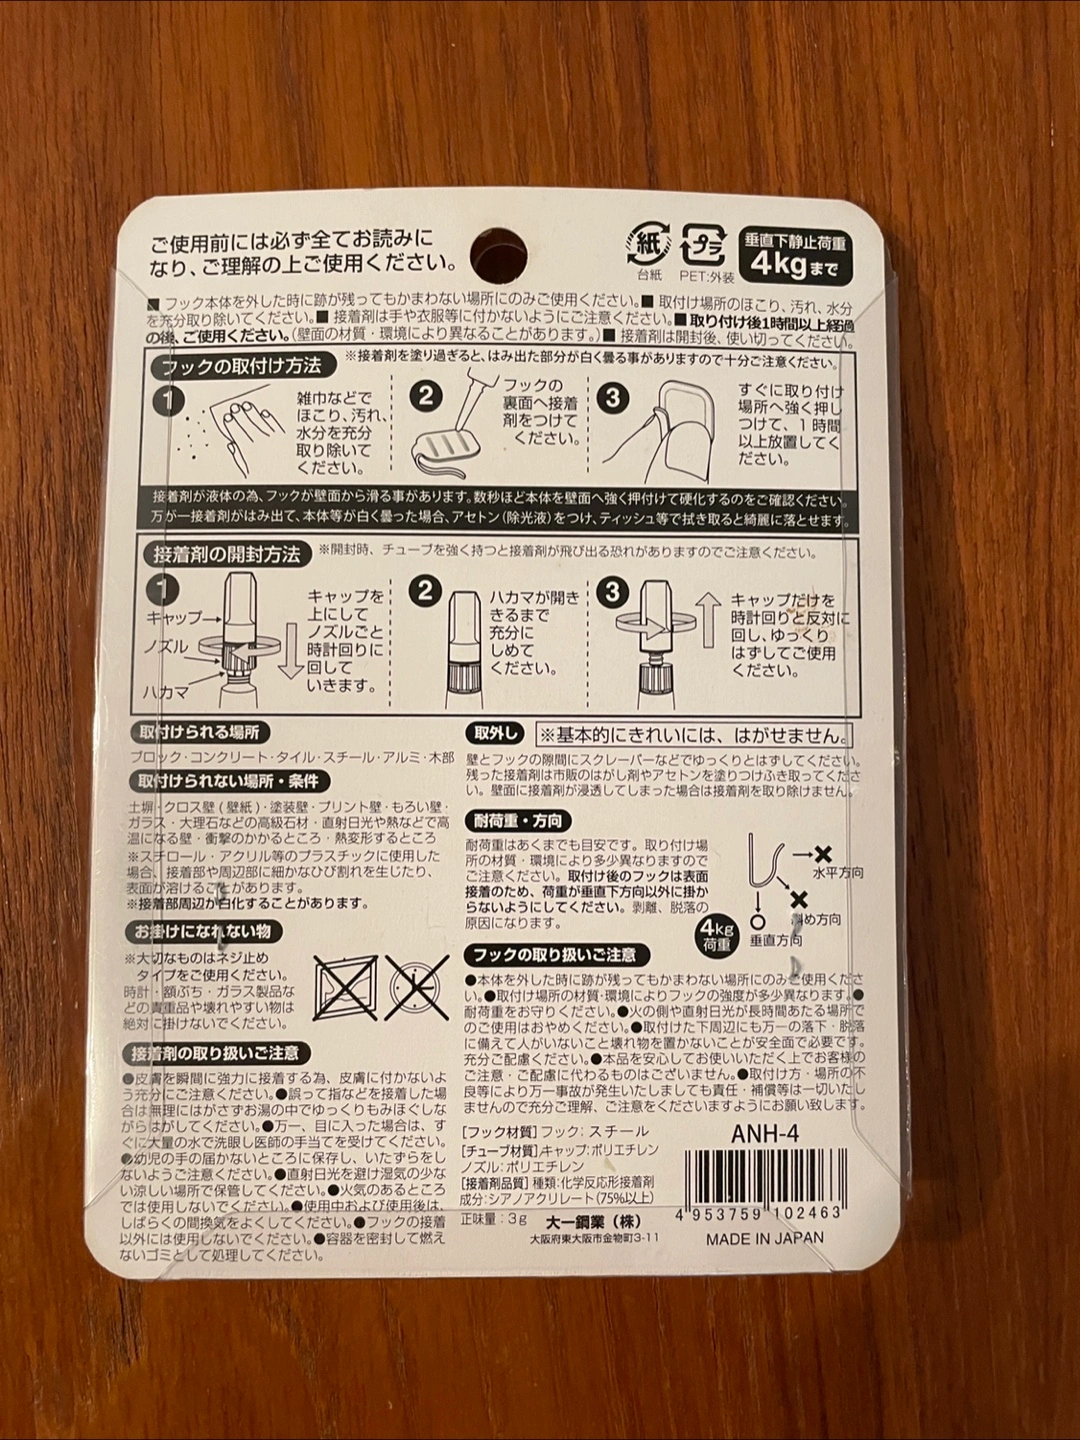 ご使用前には必ず全てお読みに
なり、ご理解の上ご使用ください。
紙
台紙
プラ
PET:外装
垂直下静止荷重
4kgまで
■ フック本体を外した時に跡が残ってもかまわない場所にのみご使用ください。■ 取付け場所のほこり、汚れ、水分
を充分取り除いてください。■ 接着剤は手や衣服等に付かないようにご注意ください。■ 取り付け後1時間以上経過
の後、ご使用ください。(壁面の材質・環境により異なることがあります。)■ 接着剤は開封後、使い切ってください。
フックの取付け方法
※接着剤を塗り過ぎると、はみ出た部分が白く曇る事がありますので十分ご注意ください。
1
雑巾などで
ほこり、汚れ、
水分を充分
取り除いて
ください。
2
フックの
裏面へ接着
剤をつけて
ください。
3
すぐに取り付け
場所へ強く押し
つけて、1時間
以上放置してく
ださい。
接着剤が液体の為、フックが壁面から滑る事があります。数秒ほど本体を壁面へ強く押付けて硬化するのをご確認ください。
万が一接着剤がはみ出て、本体等が白く曇った場合、アセトン(除光液)をつけ、ティッシュ等で拭き取ると綺麗に落とせます。
接着剤の開封方法
※開封時、チューブを強く持つと接着剤が飛び出る恐れがありますのでご注意ください。
1
キャップ
ノズル
ハカマ
キャップを
上にして
ノズルごと
時計回りに
回して
いきます。
2
ハカマが開き
きるまで
充分に
しめて
ください。
3
キャップだけを
時計回りと反対に
回し、ゆっくり
はずしてご使用
ください。
取付けられる場所
ブロック・コンクリート・タイル・スチール・アルミ・木部
取付けられない場所・条件
土塀・クロス壁(壁紙)・塗装壁・プリント壁・もろい壁・
ガラス・大理石などの高級石材・直射日光や熱などで高
温になる壁・衝撃のかかるところ・熱変形するところ
※スチロール・アクリル等のプラスチックに使用した
場合、接着部や周辺部に細かなひび割れを生じたり、
表面が溶けることがあります。
※接着部周辺が白化することがあります。
お掛けになれない物
※大切なものはネジ止め
タイプをご使用ください。
時計・額ぶち・ガラス製品な
どの貴重品や壊れやすい物は
絶対に掛けないでください。
接着剤の取り扱いご注意
●皮膚を瞬間に強力に接着する為、皮膚に付かないよ
う充分にご注意ください。●誤って指などを接着した場
合は無理にはがさずお湯の中でゆっくりもみほぐしな
がらはがしてください。●万一、目に入った場合は、す
ぐに大量の水で洗眼し医師の手当てを受けてください。
●幼児の手の届かないところに保存し、いたずらをし
ないようご注意ください。●直射日光を避け湿気の少な
い涼しい場所で保管してください。●火気のあるところ
では使用しないでください。●使用中および使用後は、
しばらくの間換気をよくしてください。●フックの接着
以外には使用しないでください。●容器を密封して燃え
ないゴミとして処理してください。
取外し
※基本的にきれいには、はがせません。
壁とフックの隙間にスクレーパーなどでゆっくりとはずしてください。
残った接着剤は市販のはがし剤やアセトンを塗りつけふき取ってくださ
い。壁面に接着剤が浸透してしまった場合は接着剤を取り除けません。
耐荷重・方向
耐荷重はあくまでも目安です。取り付け場
所の材質・環境により多少異なりますので
ご注意ください。取付け後のフックは表面
接着のため、荷重が垂直下方向以外に掛か
らないようにしてください。剥離、脱落の
原因になります。
水平方向
斜め方向
4kg
荷重
垂直方向
フックの取り扱いご注意
●本体を外した時に跡が残ってもかまわない場所にのみご使用くださ
い。●取付け場所の材質・環境によりフックの強度が多少異なります。●
耐荷重をお守りください。●火の側や直射日光が長時間あたる場所で
のご使用はおやめください。●取付けた下周辺にも万一の落下・脱落
に備えて人がいないこと壊れ物を置かないことが安全面で必要です。
充分ご配慮ください。●本品を安心してお使いいただく上でお客様の
ご注意・ご配慮に代わるものはございません。●取付け方・場所の不
良等により万一事故が発生いたしましても責任・補償等は一切いたし
ませんので充分ご理解、ご注意をくださいますようにお願い致します。
[フック材質]フック:スチール
[チューブ材質]キャップ:ポリエチレン
ノズル:ポリエチレン
[接着剤品質]種類:化学反応形接着剤
成分:シアノアクリレート(75%以上)
正味量:3g
大一鋼業(株)
大阪府東大阪市金物町3-11
ANH-4
4953759102463
MADE IN JAPAN